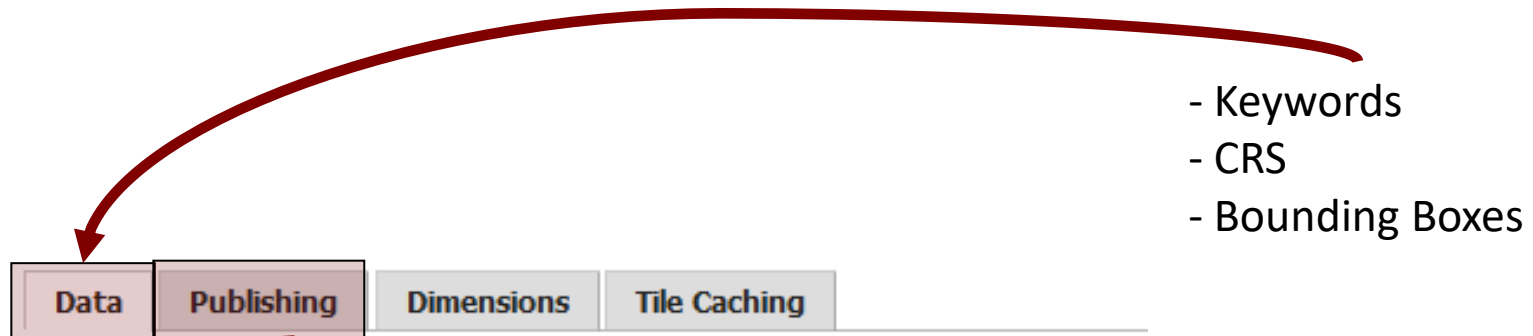 - Keywords
- CRS
- Bounding Boxes
Data Publishing Dimensions Tile Caching